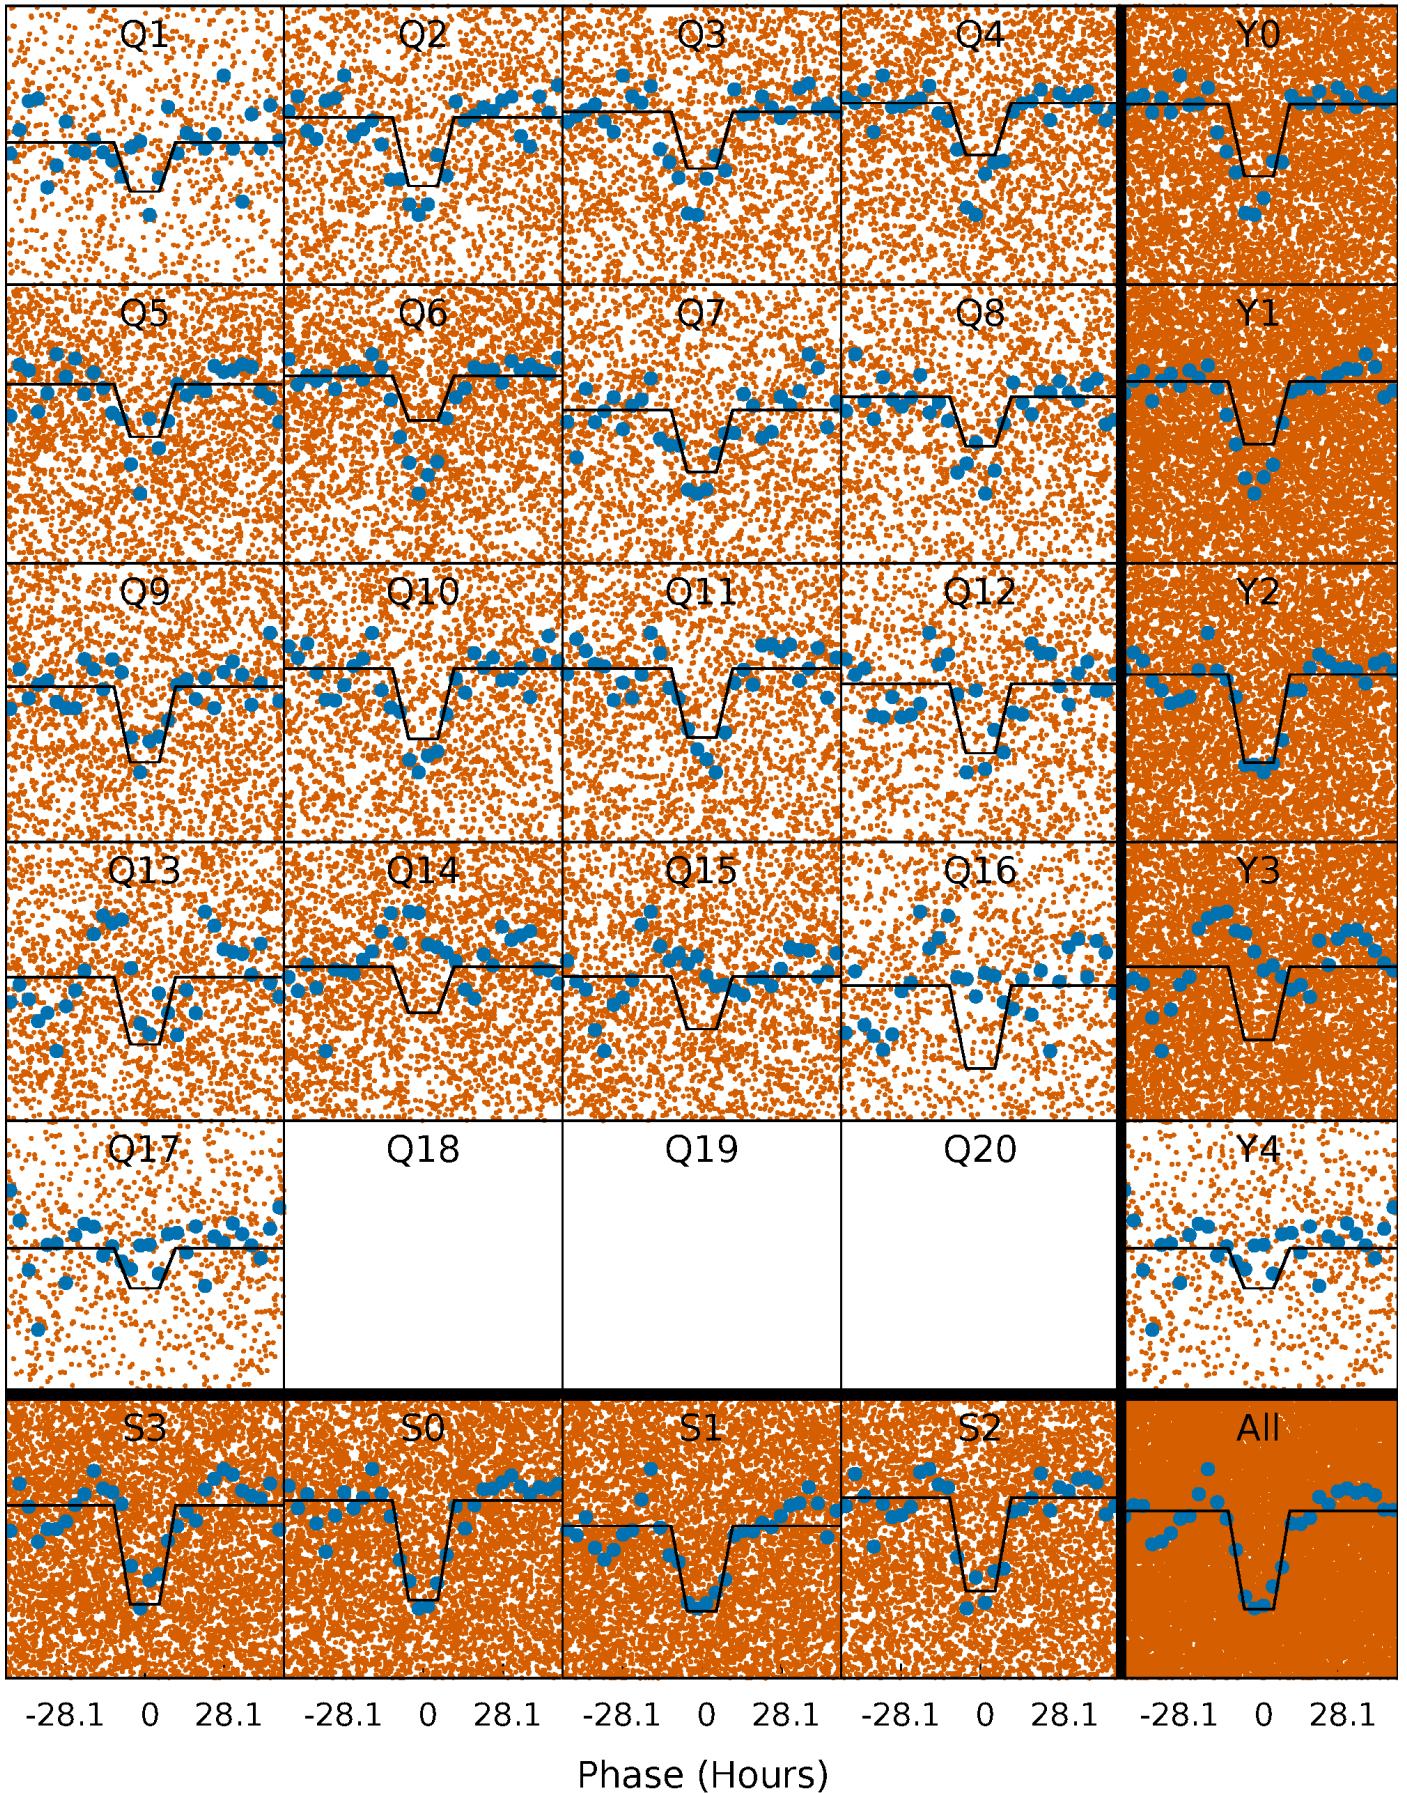 Q1 Q2 Q3 Q4 Y0
Q5 Q6 Q7 Q8 Y1
Q9 Q10 Q11 Q12 Y2
Q13 Q14 Q15 Q16 Y3
Q17 Q18 Q19 Q20 Y4
S3 S0 S1 S2 All
-28.1 0 28.1 -28.1 0 28.1 -28.1 0 28.1 -28.1 0 28.1 -28.1 0 28.1
Phase (Hours)